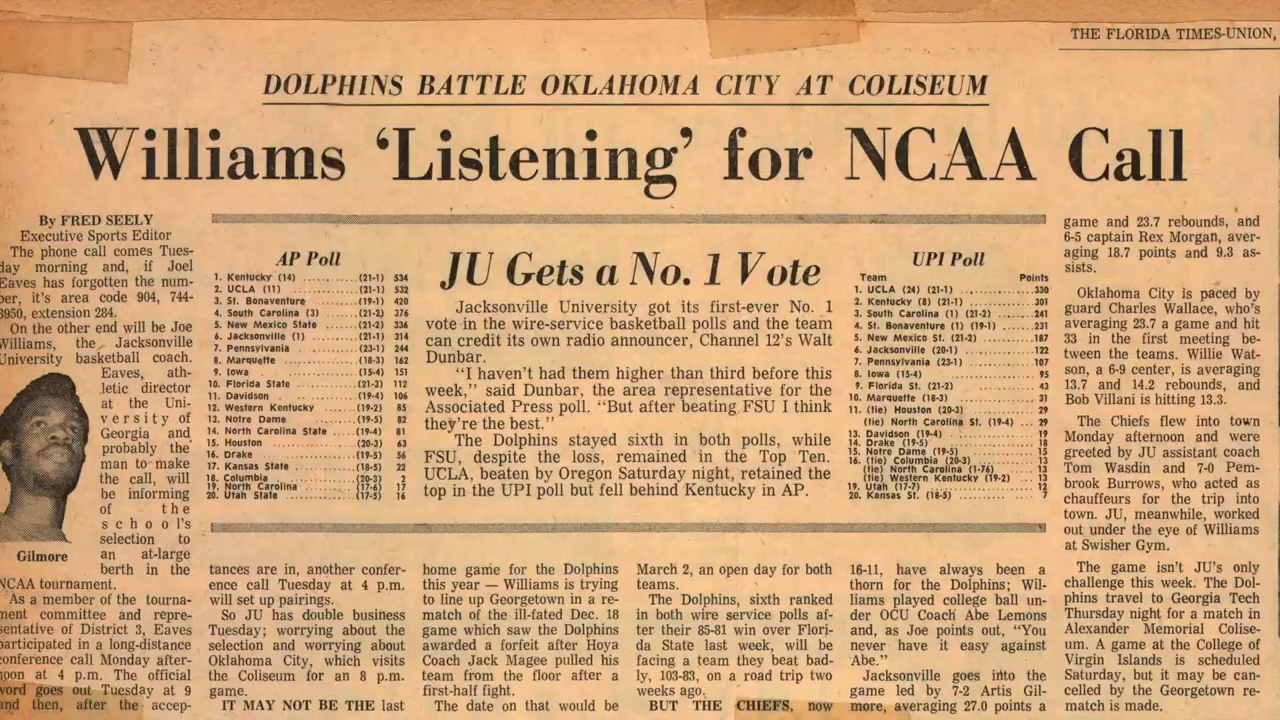 THE FLORIDA TIMES-UNION,
DOLPHINS BATTLE OKLAHOMA CITY AT COLISEUM
Williams ‘Listening’ for NCAA Call
By FRED SEELY
Executive Sports Editor
The phone call comes Tues-
day morning and, if Joel
Eaves has forgotten the num-
ber, it's area code 904, 744-
3950, extension 284.
On the other end will be Joe
Williams, the Jacksonville
University basketball coach.
Eaves, ath-
letic director
at the Uni-
versity of
Georgia and
probably the
man to make
the call, will
be informing
of the
school's
selection to
an at-large
berth in the
Gilmore
NCAA tournament.
As a member of the tourna-
ment committee and repre-
sentative of District 3, Eaves
participated in a long-distance
conference call Monday after-
noon at 4 p.m. The official
word goes out Tuesday at 9
and then, after the accep-
AP Poll
1. Kentucky (14) ..........(21-1) 534
2. UCLA (11) ..............(21-1) 532
3. St. Bonaventure ........(19-1) 420
4. South Carolina (3) .....(21-2) 376
5. New Mexico State .......(21-2) 336
6. Jacksonville (1) .......(21-1) 314
7. Pennsylvania ...........(23-1) 244
8. Marquette ..............(18-3) 162
9. Iowa ...................(15-4) 151
10. Florida State .........(21-3) 112
11. Davidson ..............(19-4) 106
12. Western Kentucky ......(19-2) 85
13. Notre Dame ............(19-5) 82
14. North Carolina State ..(19-4) 81
15. Houston ...............(20-3) 63
16. Drake .................(19-5) 56
17. Kansas State ..........(18-5) 22
18. Columbia ..............(20-3) 2
19. North Carolina ........(17-6) 17
20. Utah State ............(17-5) 16
JU Gets a No. 1 Vote
Jacksonville University got its first-ever No. 1
vote in the wire-service basketball polls and the team
can credit its own radio announcer, Channel 12's Walt
Dunbar.
"I haven't had them higher than third before this
week," said Dunbar, the area representative for the
Associated Press poll. "But after beating FSU I think
they're the best."
The Dolphins stayed sixth in both polls, while
FSU, despite the loss, remained in the Top Ten.
UCLA, beaten by Oregon Saturday night, retained the
top in the UPI poll but fell behind Kentucky in AP.
UPI Poll
Team Points
1. UCLA (24) (21-1) .............. 330
2. Kentucky (8) (21-1) ........... 301
3. South Carolina (1) (21-2) ..... 241
4. St. Bonaventure (1) (19-1) .... 231
5. New Mexico St. (21-2) ......... 187
6. Jacksonville (20-1) ........... 122
7. Pennsylvania (23-1) ........... 107
8. Iowa (15-4) ................... 95
9. Florida St. (21-2) ............ 43
10. Marquette (18-3) ............. 31
11. (tie) Houston (20-3) ......... 29
(tie) North Carolina St. (19-4) ... 29
13. Davidson (19-4) .............. 19
14. Drake (19-5) ................. 18
15. Notre Dame (19-5) ............ 15
16. (tie) Columbia (20-3) ........ 13
(tie) North Carolina (1-76) ...... 13
(tie) Western Kentucky (19-2) .. 13
19. Utah (17-7) .................. 12
20. Kansas St. (18-5) ............ 7
tances are in, another confer-
ence call Tuesday at 4 p.m.
will set up pairings.
So JU has double business
Tuesday; worrying about the
selection and worrying about
Oklahoma City, which visits
the Coliseum for an 8 p.m.
game.
IT MAY NOT BE THE last
home game for the Dolphins
this year — Williams is trying
to line up Georgetown in a re-
match of the ill-fated Dec. 18
game which saw the Dolphins
awarded a forfeit after Hoya
Coach Jack Magee pulled his
team from the floor after a
first-half fight.
The date on that would be
March 2, an open day for both
teams.
The Dolphins, sixth ranked
in both wire service polls af-
ter their 85-81 win over Flori-
da State last week, will be
facing a team they beat bad-
ly, 103-83, on a road trip two
weeks ago.
BUT THE CHIEFS, now
16-11, have always been a
thorn for the Dolphins; Wil-
liams played college ball un-
der OCU Coach Abe Lemons
and, as Joe points out, "You
never have it easy against
Abe."
Jacksonville goes into the
game led by 7-2 Artis Gil-
more, averaging 27.0 points a
game and 23.7 rebounds, and
6-5 captain Rex Morgan, aver-
aging 18.7 points and 9.3 as-
sists.
Oklahoma City is paced by
guard Charles Wallace, who's
averaging 23.7 a game and hit
33 in the first meeting be-
tween the teams. Willie Wat-
son, a 6-9 center, is averaging
13.7 and 14.2 rebounds, and
Bob Villani is hitting 13.3.
The Chiefs flew into town
Monday afternoon and were
greeted by JU assistant coach
Tom Wasdin and 7-0 Pem-
brook Burrows, who acted as
chauffeurs for the trip into
town. JU, meanwhile, worked
out under the eye of Williams
at Swisher Gym.
The game isn't JU's only
challenge this week. The Dol-
phins travel to Georgia Tech
Thursday night for a match in
Alexander Memorial Colise-
um. A game at the College of
Virgin Islands is scheduled
Saturday, but it may be can-
celled by the Georgetown re-
match is made.